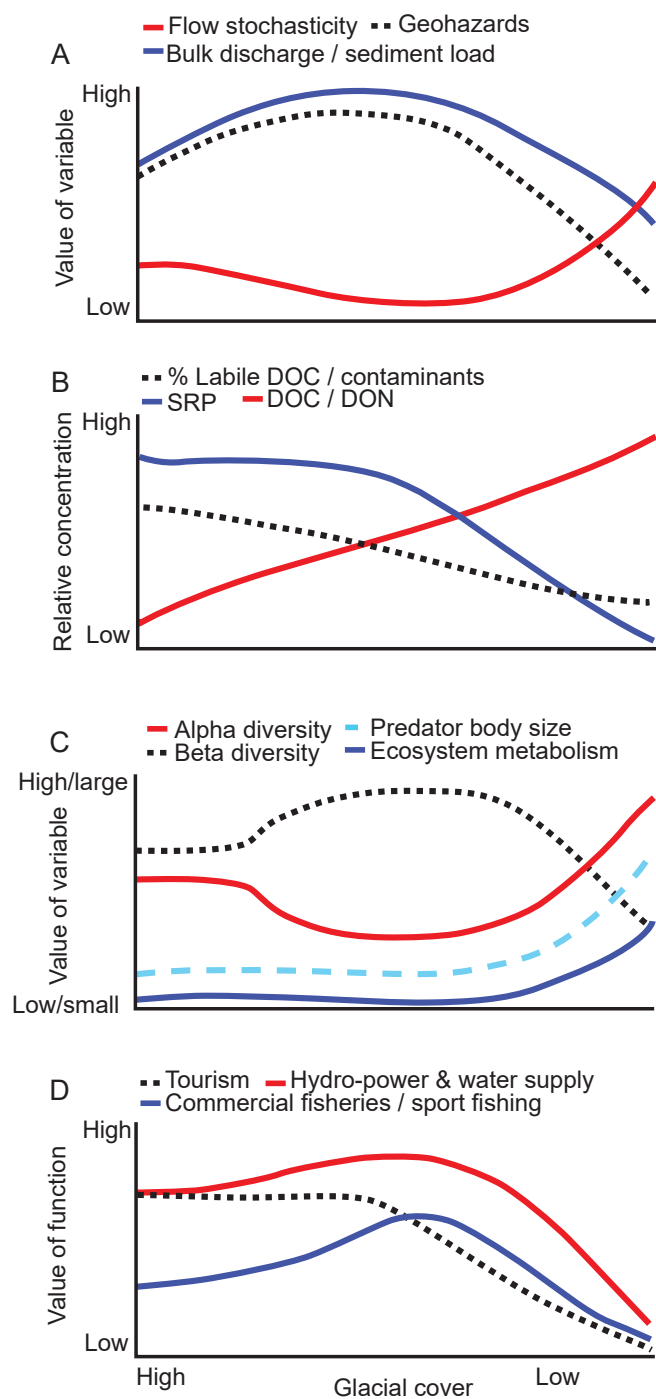 Flow stochasticity Geohazards
A Bulk discharge / sediment load
High
Value of variable
Low
B % Labile DOC / contaminants
SRP DOC / DON
High
Relative concentration
Low
C Alpha diversity Predator body size
Beta diversity Ecosystem metabolism
High/large
Value of variable
Low/small
D Tourism Hydro-power & water supply
Commercial fisheries / sport fishing
High
Value of function
Low
High Glacial cover Low